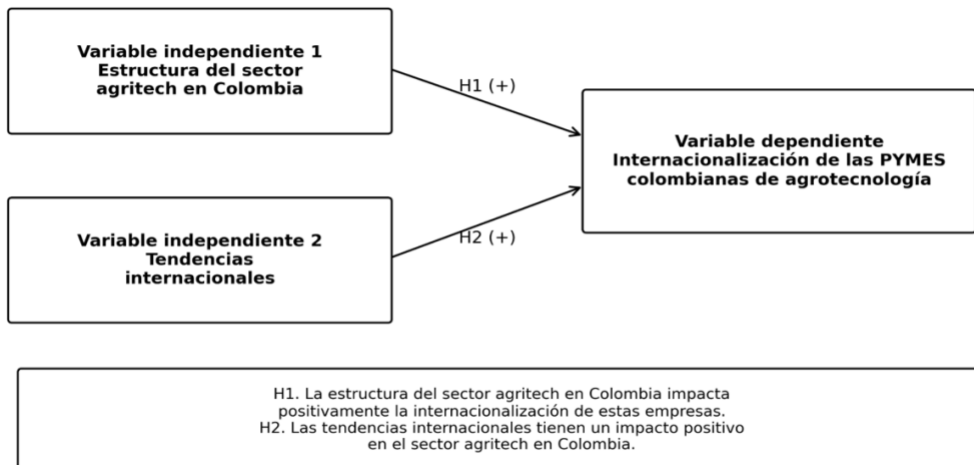 Variable independiente 1
Estructura del sector
agritech en Colombia
H1 (+)
Variable dependiente
Internacionalización de las PYMES
colombianas de agrotecnología
Variable independiente 2
Tendencias
internacionales
H2 (+)
H1. La estructura del sector agritech en Colombia impacta
positivamente la internacionalización de estas empresas.
H2. Las tendencias internacionales tienen un impacto positivo
en el sector agritech en Colombia.